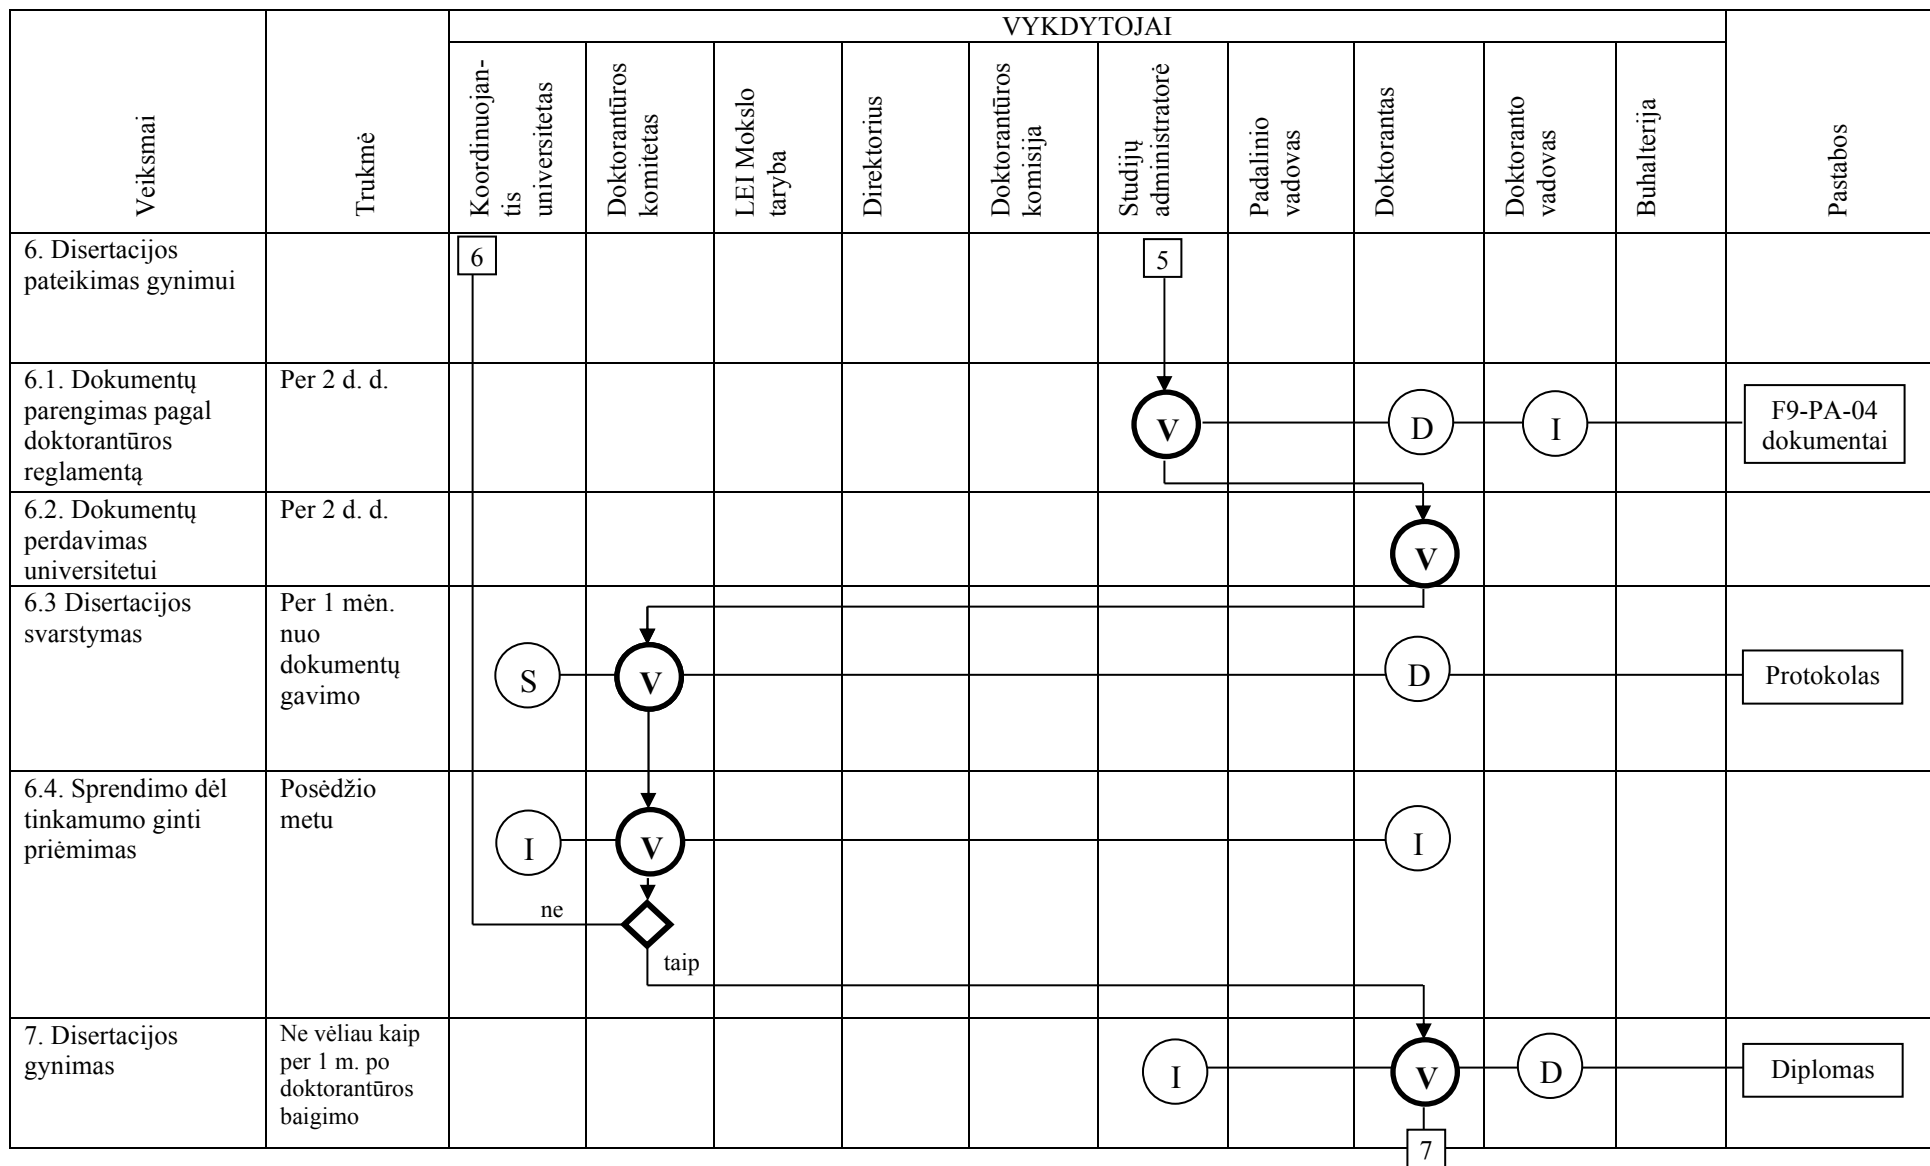 VYKDYTOJAI
Veiksmai
Trukmė
Koordinuojan-
tis
universitetas
Doktorantūros
komitetas
LEI Mokslo
taryba
Direktorius
Doktorantūros
komisija
Studijų
administratorė
Padalinio
vadovas
Doktorantas
Doktoranto
vadovas
Buhalterija
Pastabos
6. Disertacijos
pateikimas gynimui
6
5
6.1. Dokumentų
parengimas pagal
doktorantūros
reglamentą
Per 2 d. d.
V
D
I
F9-PA-04
dokumentai
6.2. Dokumentų
perdavimas
universitetui
Per 2 d. d.
V
6.3 Disertacijos
svarstymas
Per 1 mėn.
nuo
dokumentų
gavimo
S
V
D
Protokolas
6.4. Sprendimo dėl
tinkamumo ginti
priėmimas
Posėdžio
metu
I
V
I
ne
taip
7. Disertacijos
gynimas
Ne vėliau kaip
per 1 m. po
doktorantūros
baigimo
I
V
D
Diplomas
7